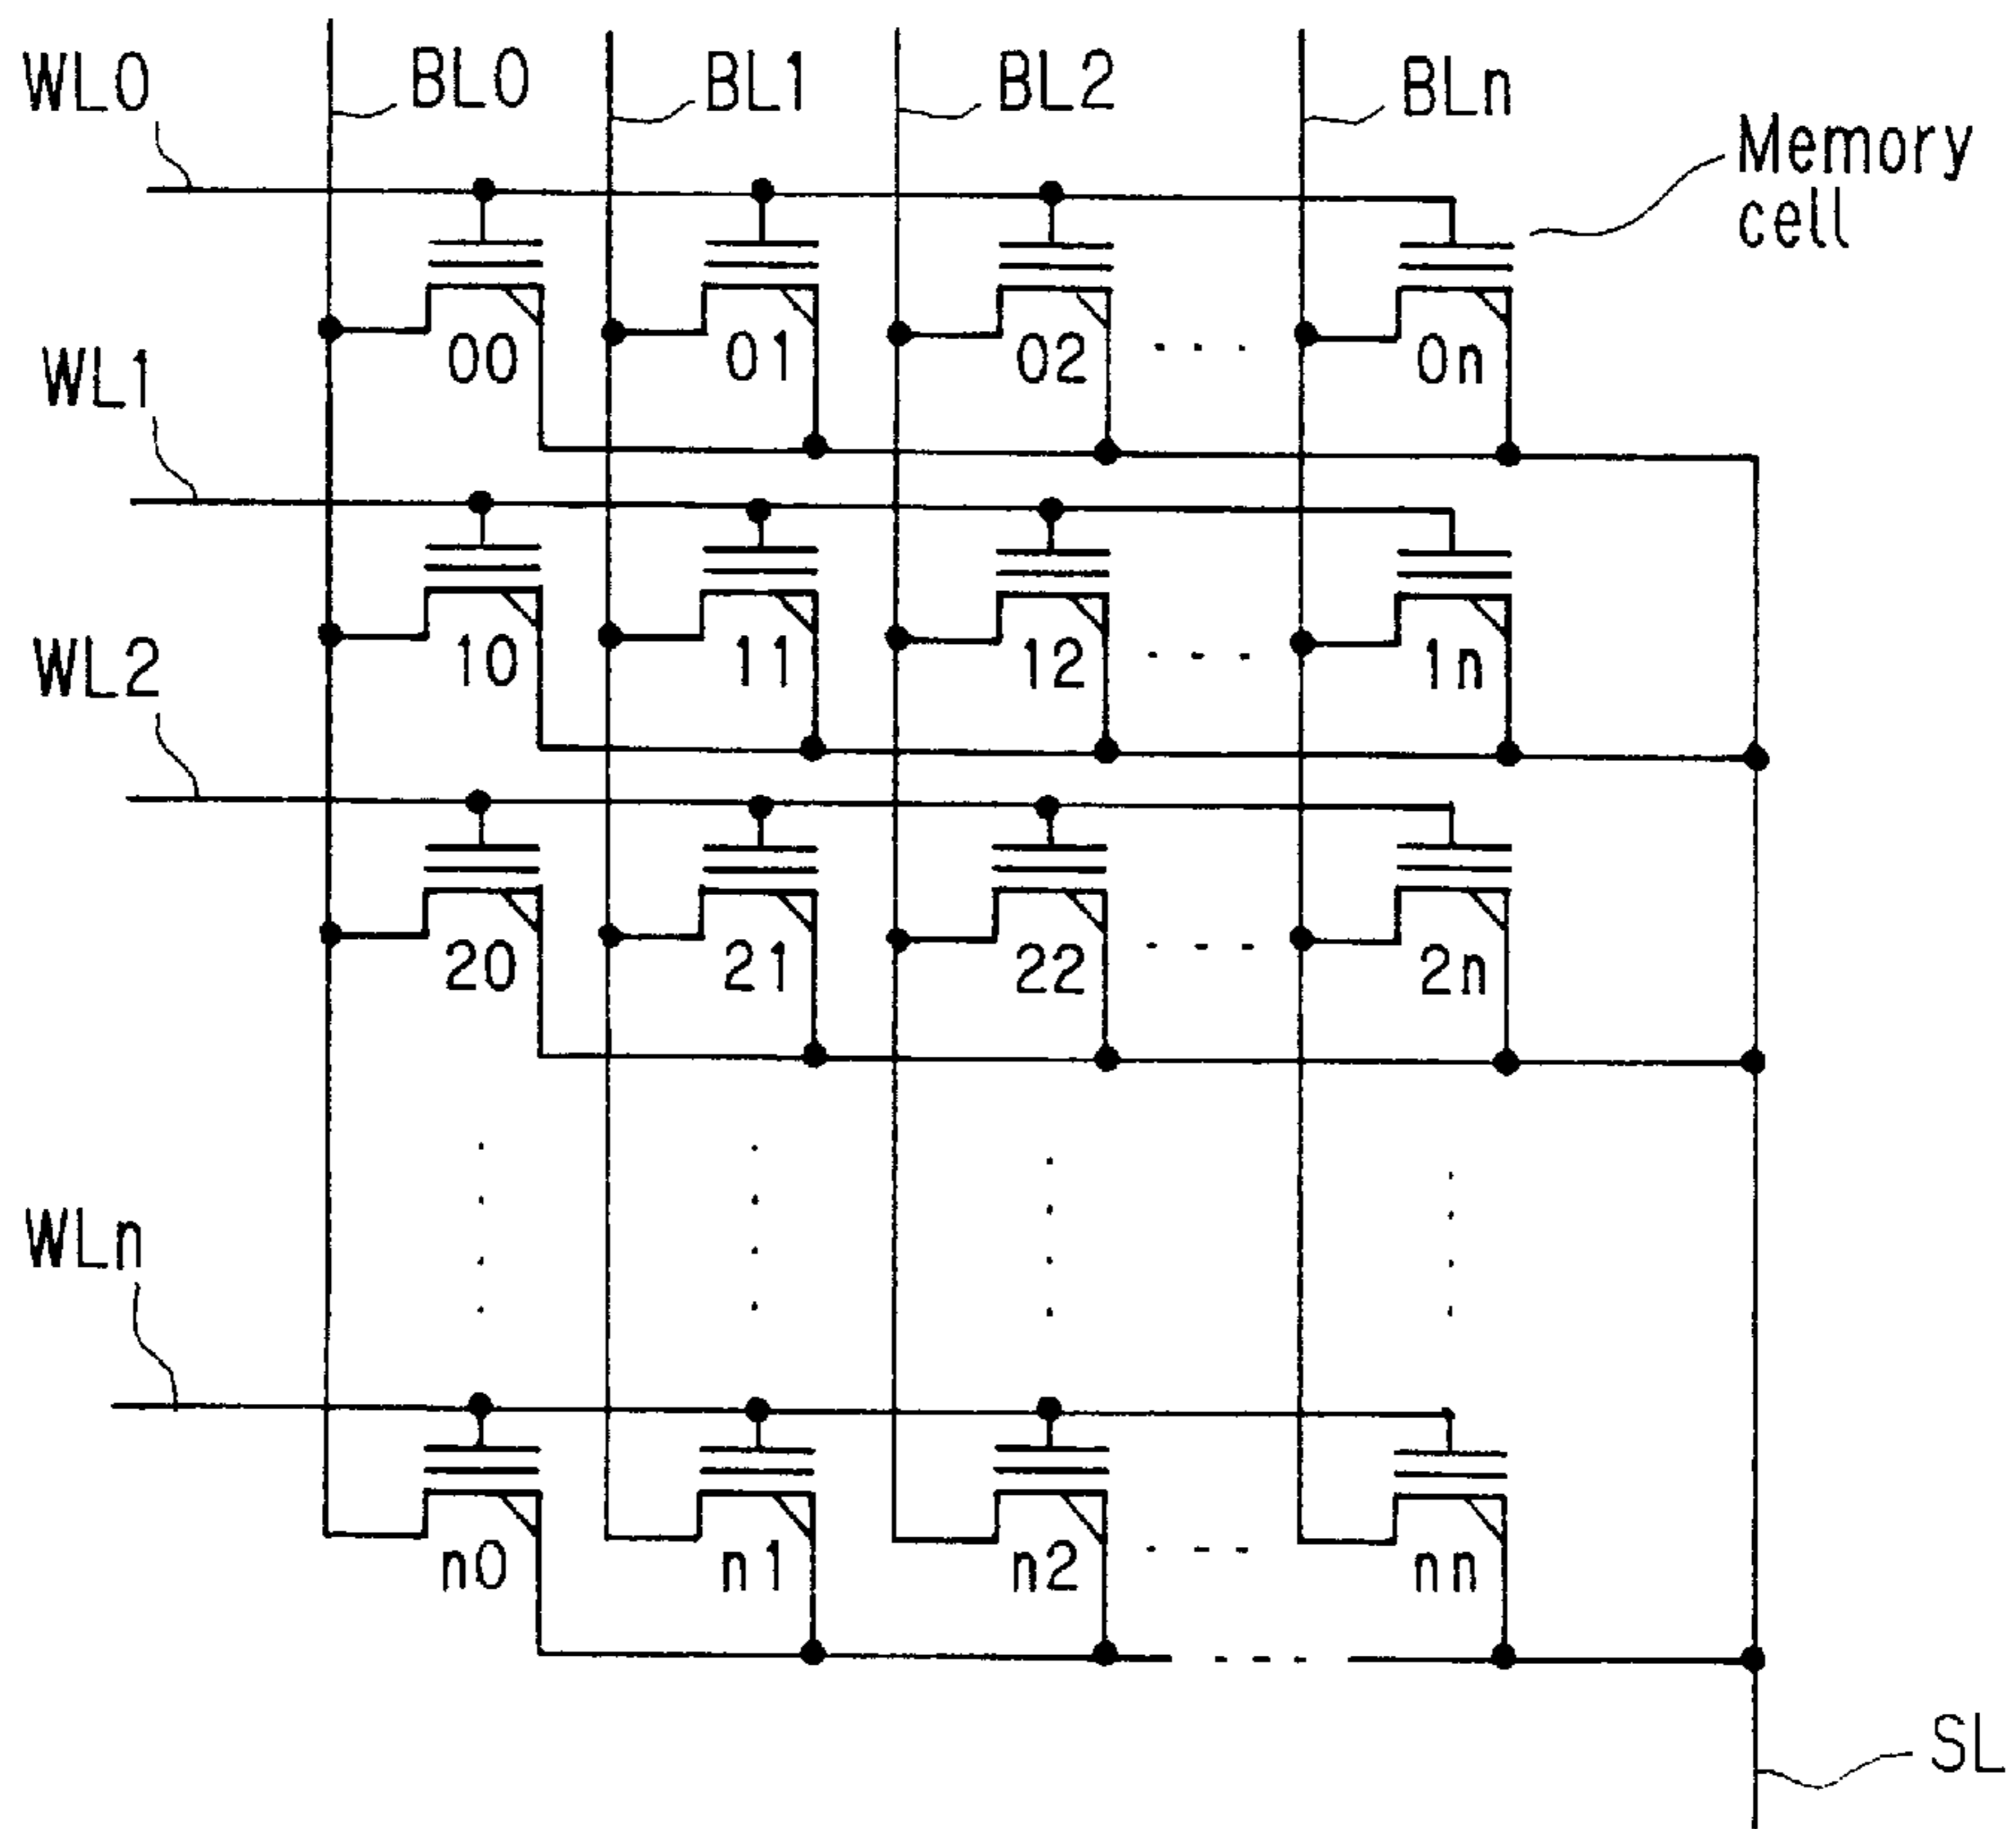 WL0 BL0 BL1 BL2 BLn
Memory
cell
00 01 02 0n
WL1
10 11 12 1n
WL2
20 21 22 2n
WLn
n0 n1 n2 nn
SL